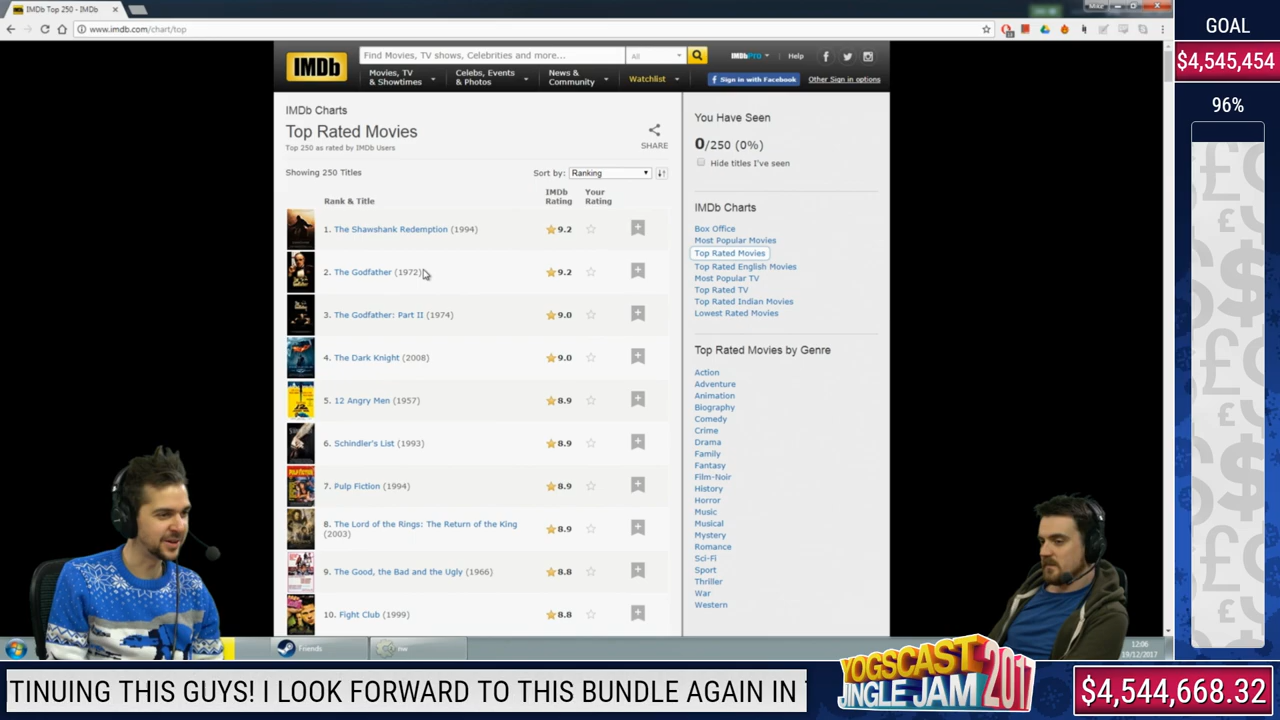 IMDb Top 250 - IMDb
Mike
www.imdb.com/chart/top
IMDb
Find Movies, TV shows, Celebrities and more...
All
IMDbPro
Help
Movies, TV
& Showtimes
Celebs, Events
& Photos
News &
Community
Watchlist
Sign in with Facebook
Other Sign in options
IMDb Charts
Top Rated Movies
Top 250 as rated by IMDb Users
SHARE
Showing 250 Titles
Sort by: Ranking
Rank & Title
IMDb
Rating
Your
Rating
1. The Shawshank Redemption (1994) 9.2
2. The Godfather (1972) 9.2
3. The Godfather: Part II (1974) 9.0
4. The Dark Knight (2008) 9.0
5. 12 Angry Men (1957) 8.9
6. Schindler's List (1993) 8.9
7. Pulp Fiction (1994) 8.9
8. The Lord of the Rings: The Return of the King
(2003) 8.9
9. The Good, the Bad and the Ugly (1966) 8.8
10. Fight Club (1999) 8.8
You Have Seen
0/250 (0%)
Hide titles I've seen
IMDb Charts
Box Office
Most Popular Movies
Top Rated Movies
Top Rated English Movies
Most Popular TV
Top Rated TV
Top Rated Indian Movies
Lowest Rated Movies
Top Rated Movies by Genre
Action
Adventure
Animation
Biography
Comedy
Crime
Drama
Family
Fantasy
Film-Noir
History
Horror
Music
Musical
Mystery
Romance
Sci-Fi
Sport
Thriller
War
Western
GOAL
$4,545,454
96%
Friends
12:06
19/12/2017
TINUING THIS GUYS! I LOOK FORWARD TO THIS BUNDLE AGAIN IN
YOGSCAST
JINGLE JAM 2017
$4,544,668.32